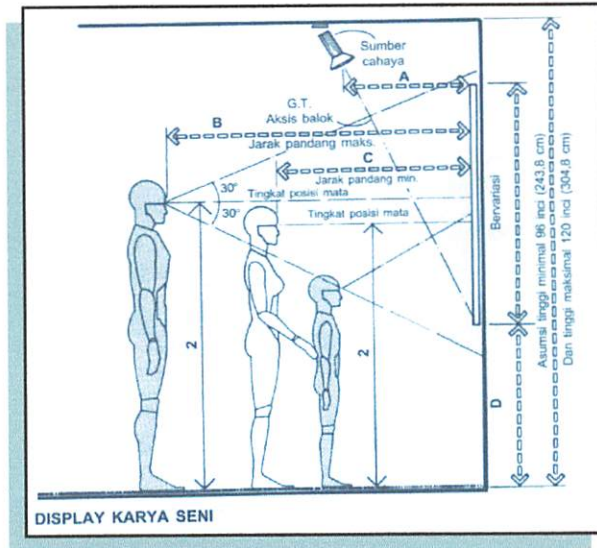 Sumber
cahaya
A
G.T.
Aksis balok
B
Jarak pandang maks.
C
Jarak pandang min.
30°
Tingkat posisi mata
30°
Tingkat posisi mata
2
2
D
Bervariasi
Asumsi tinggi minimal 96 inci (243,8 cm)
Dan tinggi maksimal 120 inci (304,8 cm)
DISPLAY KARYA SENI